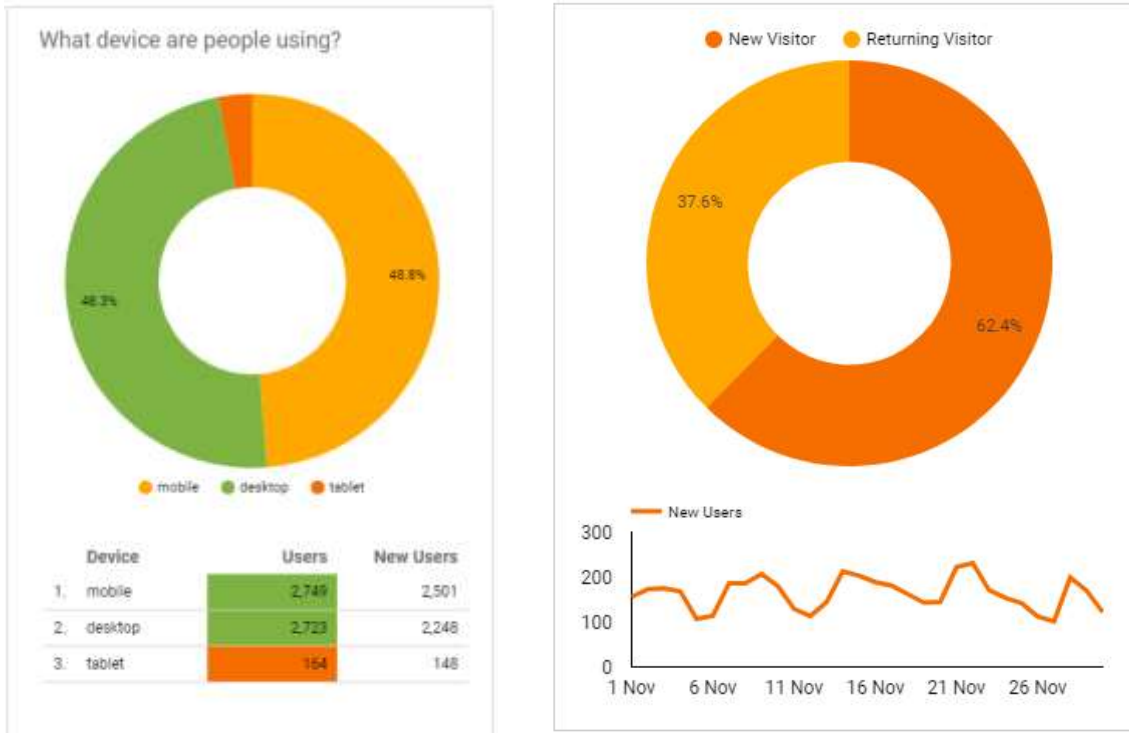 What device are people using?
48.3%
48.8%
mobile desktop tablet
Device Users New Users
1. mobile 2,749 2,501
2. desktop 2,723 2,248
3. tablet 164 148
New Visitor Returning Visitor
37.6%
62.4%
New Users
300
200
100
0
1 Nov 6 Nov 11 Nov 16 Nov 21 Nov 26 Nov